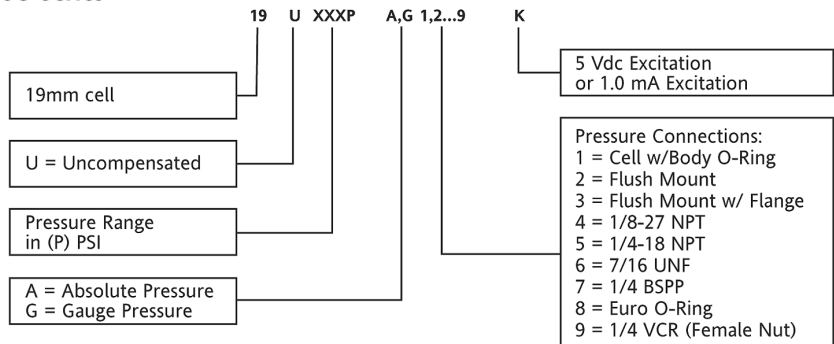 19 U XXXP A,G 1,2...9 K
5 Vdc Excitation
or 1.0 mA Excitation
19mm cell
U = Uncompensated
Pressure Range
in (P) PSI
A = Absolute Pressure
G = Gauge Pressure
Pressure Connections:
1 = Cell w/Body O-Ring
2 = Flush Mount
3 = Flush Mount w/ Flange
4 = 1/8-27 NPT
5 = 1/4-18 NPT
6 = 7/16 UNF
7 = 1/4 BSPP
8 = Euro O-Ring
9 = 1/4 VCR (Female Nut)